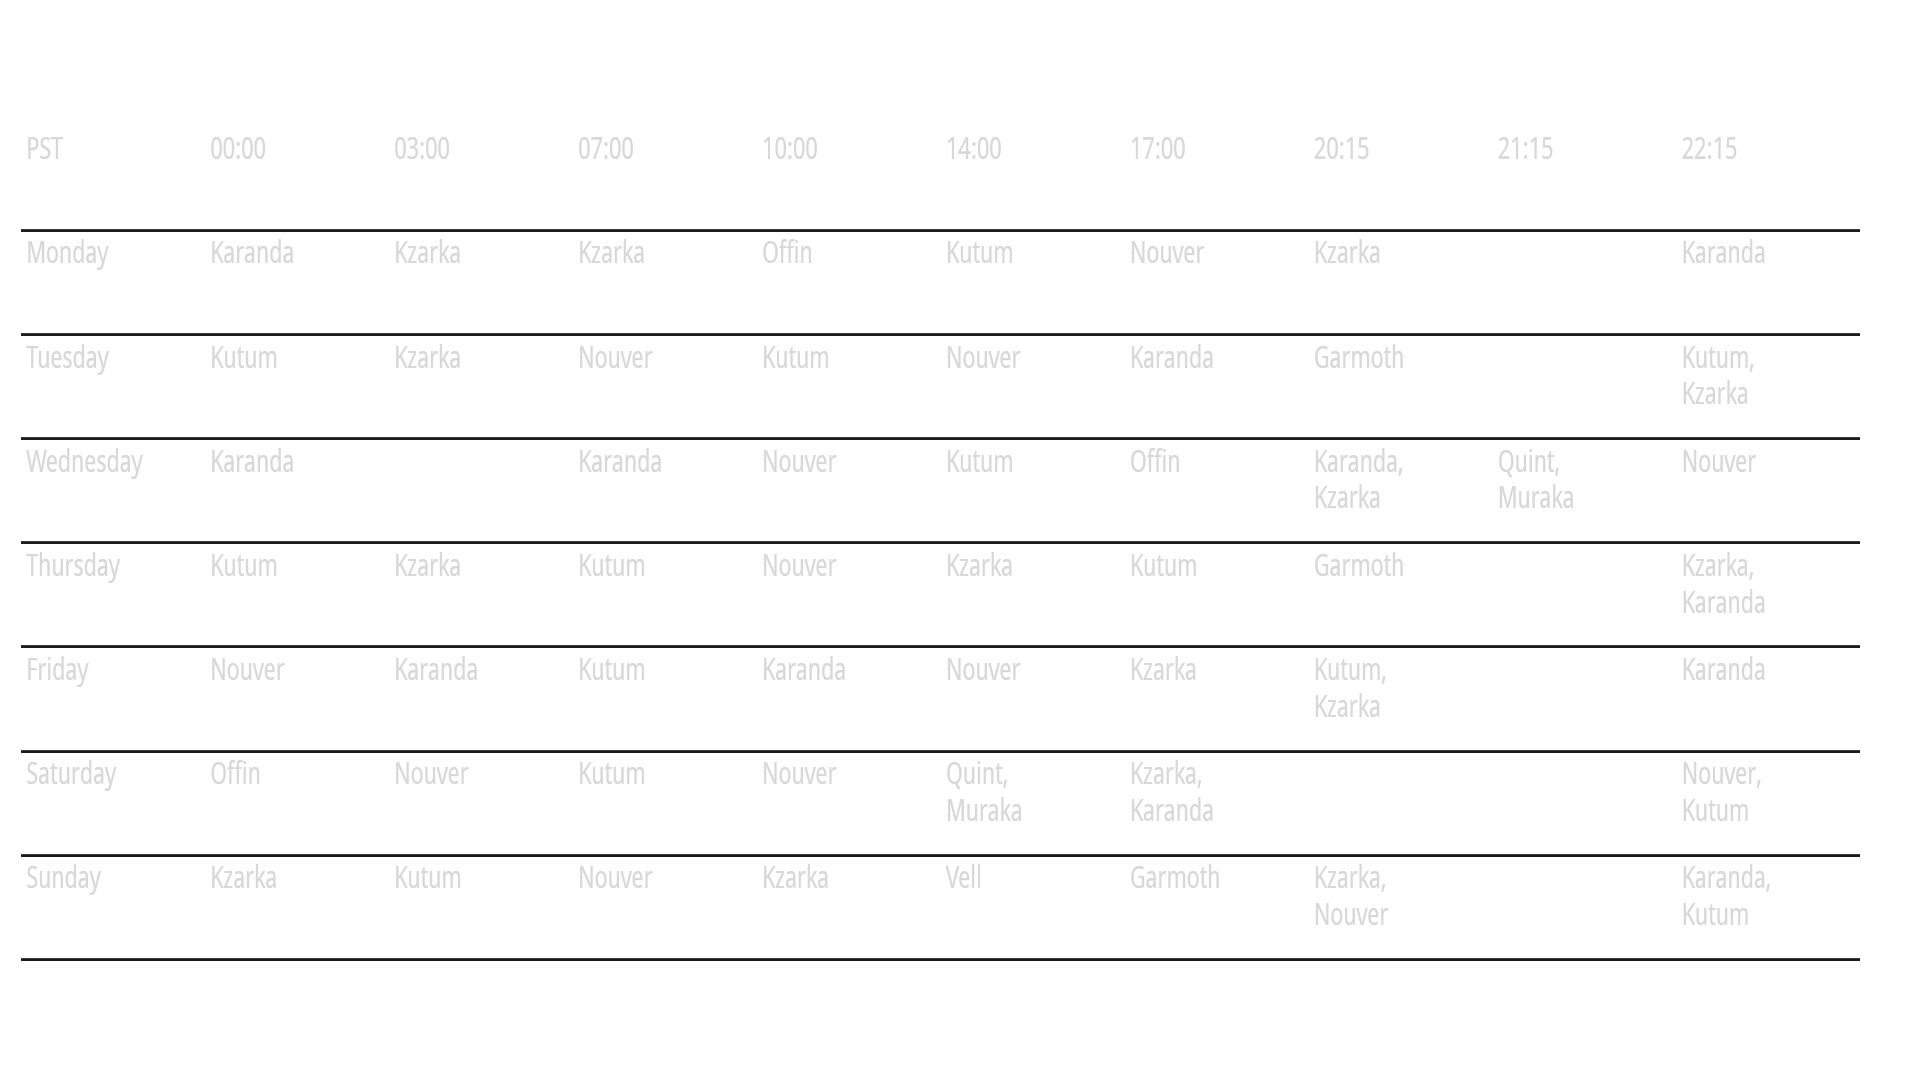 PST 00:00 03:00 07:00 10:00 14:00 17:00 20:15 21:15 22:15
Monday Karanda Kzarka Kzarka Offin Kutum Nouver Kzarka Karanda
Tuesday Kutum Kzarka Nouver Kutum Nouver Karanda Garmoth Kutum,
Kzarka
Wednesday Karanda Karanda Nouver Kutum Offin Karanda, Quint, Nouver
Kzarka Muraka
Thursday Kutum Kzarka Kutum Nouver Kzarka Kutum Garmoth Kzarka,
Karanda
Friday Nouver Karanda Kutum Karanda Nouver Kzarka Kutum, Karanda
Kzarka
Saturday Offin Nouver Kutum Nouver Quint, Kzarka, Nouver,
Muraka Karanda Kutum
Sunday Kzarka Kutum Nouver Kzarka Vell Garmoth Kzarka, Karanda,
Nouver Kutum